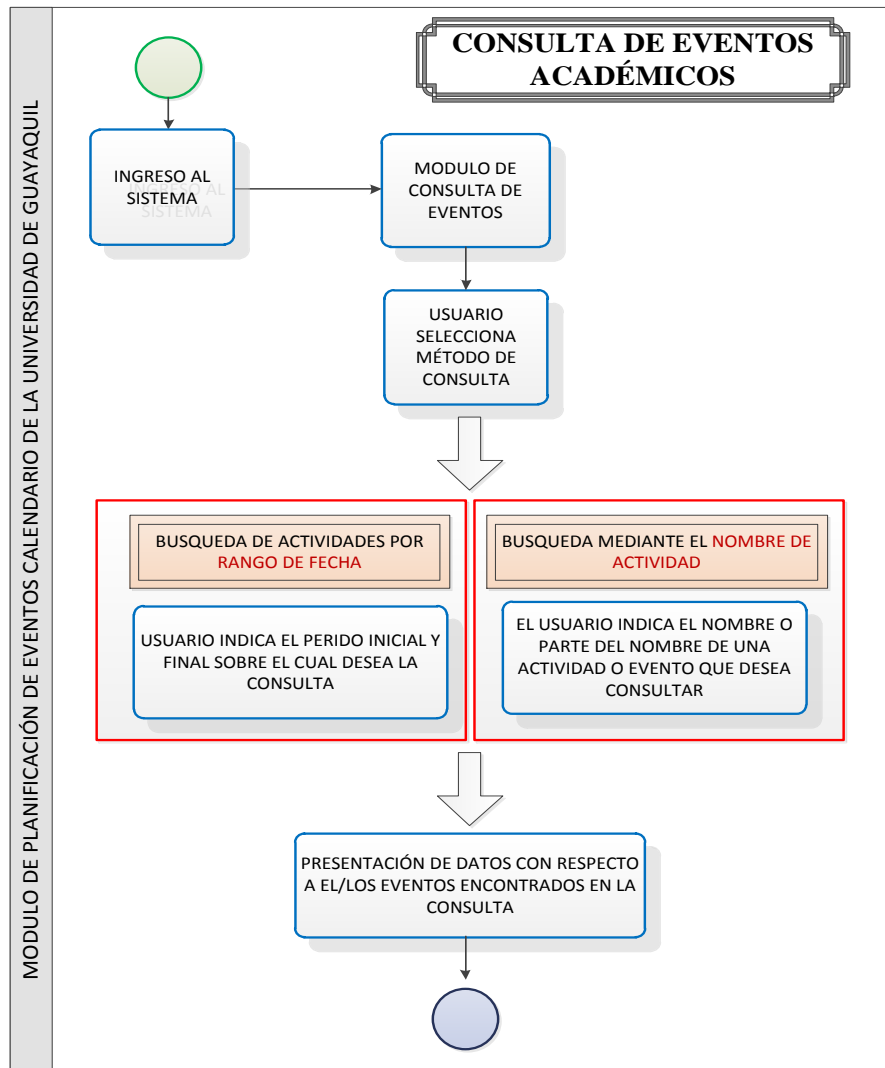 MODULO DE PLANIFICACIÓN DE EVENTOS CALENDARIO DE LA UNIVERSIDAD DE GUAYAQUIL
CONSULTA DE EVENTOS
ACADÉMICOS
INGRESO AL
SISTEMA
INGRESO AL
SISTEMA
MODULO DE
CONSULTA DE
EVENTOS
USUARIO
SELECCIONA
MÉTODO DE
CONSULTA
BUSQUEDA DE ACTIVIDADES POR
RANGO DE FECHA
USUARIO INDICA EL PERIDO INICIAL Y
FINAL SOBRE EL CUAL DESEA LA
CONSULTA
BUSQUEDA MEDIANTE EL NOMBRE DE
ACTIVIDAD
EL USUARIO INDICA EL NOMBRE O
PARTE DEL NOMBRE DE UNA
ACTIVIDAD O EVENTO QUE DESEA
CONSULTAR
PRESENTACIÓN DE DATOS CON RESPECTO
A EL/LOS EVENTOS ENCONTRADOS EN LA
CONSULTA